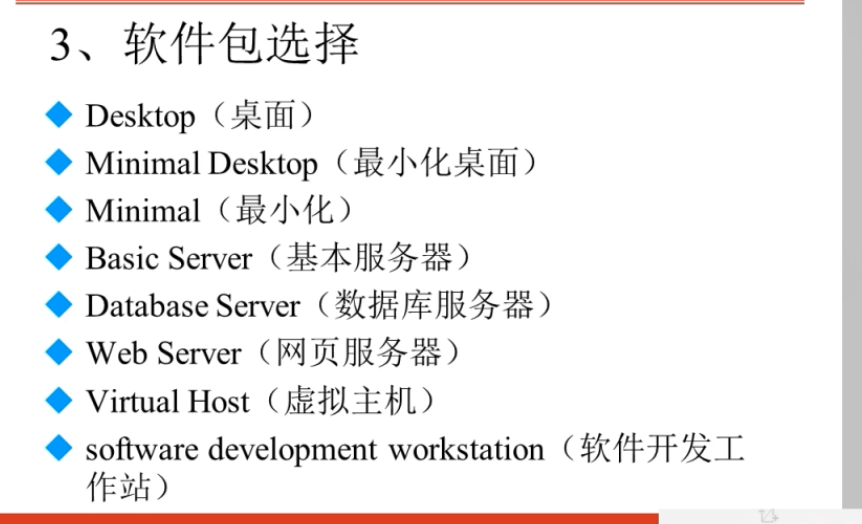 3、软件包选择
Desktop（桌面）
Minimal Desktop（最小化桌面）
Minimal（最小化）
Basic Server（基本服务器）
Database Server（数据库服务器）
Web Server（网页服务器）
Virtual Host（虚拟主机）
software development workstation（软件开发工
作站）